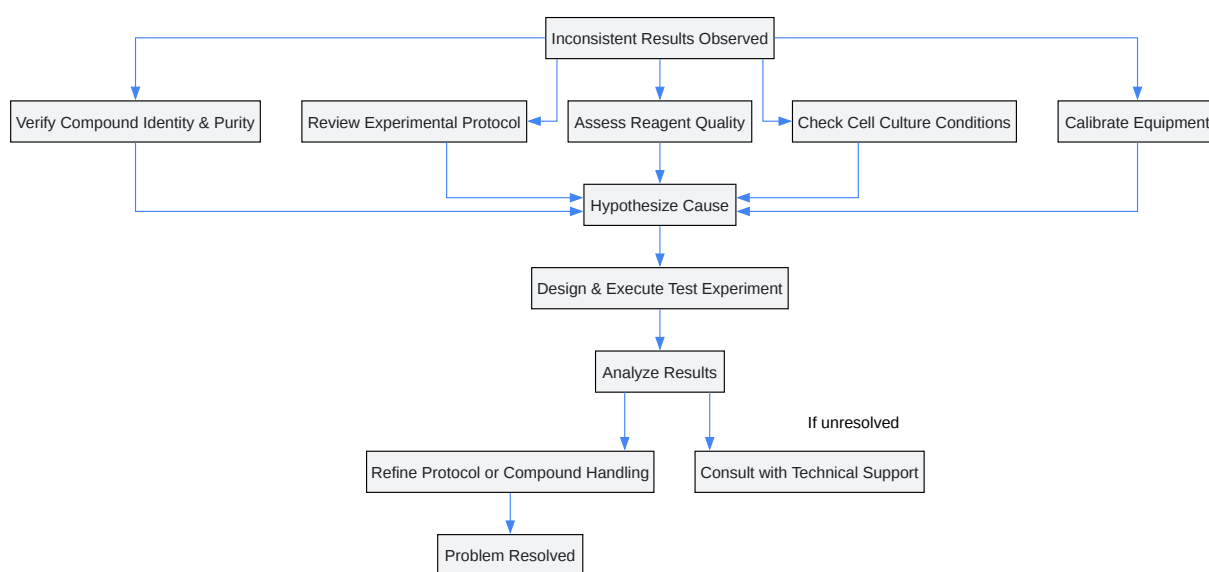 Inconsistent Results Observed
Verify Compound Identity & Purity
Review Experimental Protocol
Assess Reagent Quality
Check Cell Culture Conditions
Calibrate Equipment
Hypothesize Cause
Design & Execute Test Experiment
Analyze Results
If unresolved
Refine Protocol or Compound Handling
Consult with Technical Support
Problem Resolved